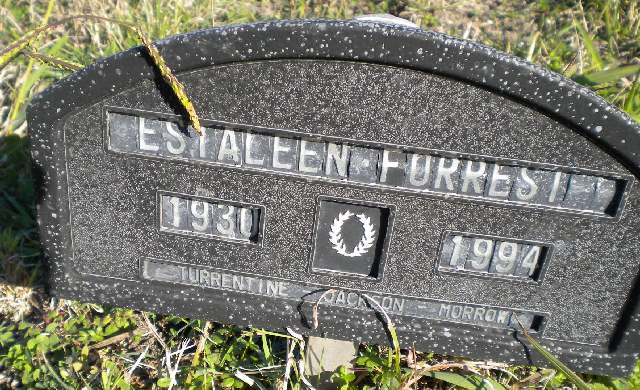 ESTALEEN FORREST
1930 1994
TURRENTINE JACKSON MORROW